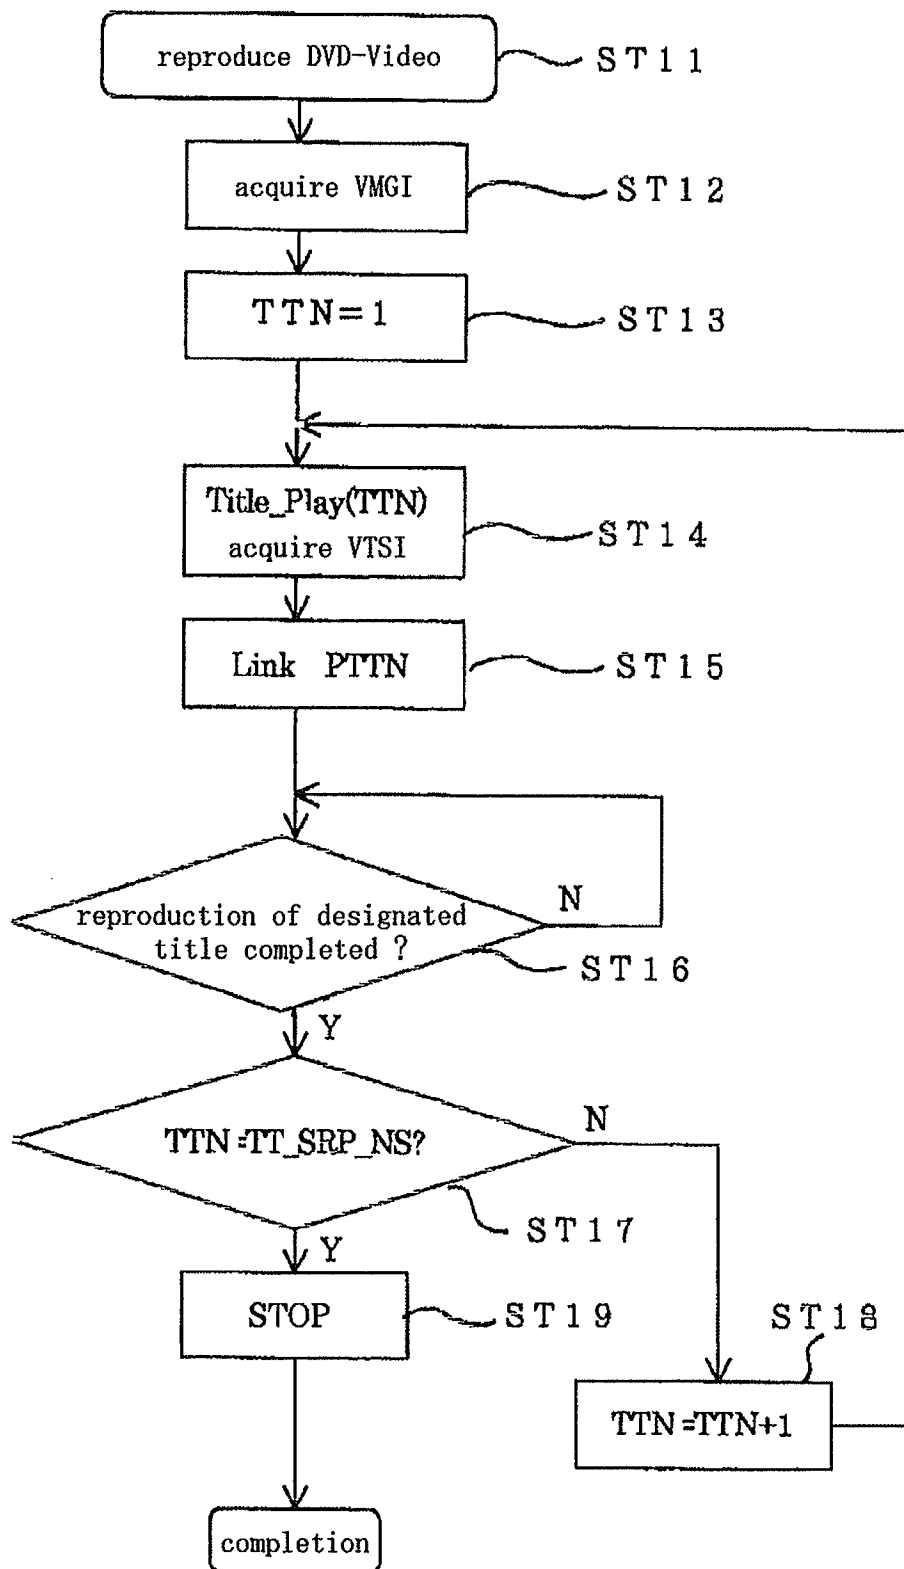 reproduce DVD-Video
ST11
acquire VMGI
ST12
TTN=1
ST13
Title_Play(TTN)
acquire VTSI
ST14
Link PTTN
ST15
N
reproduction of designated
title completed ?
ST16
Y
N
TTN=TT_SRP_NS?
ST17
Y
STOP
ST19
ST18
TTN=TTN+1
completion